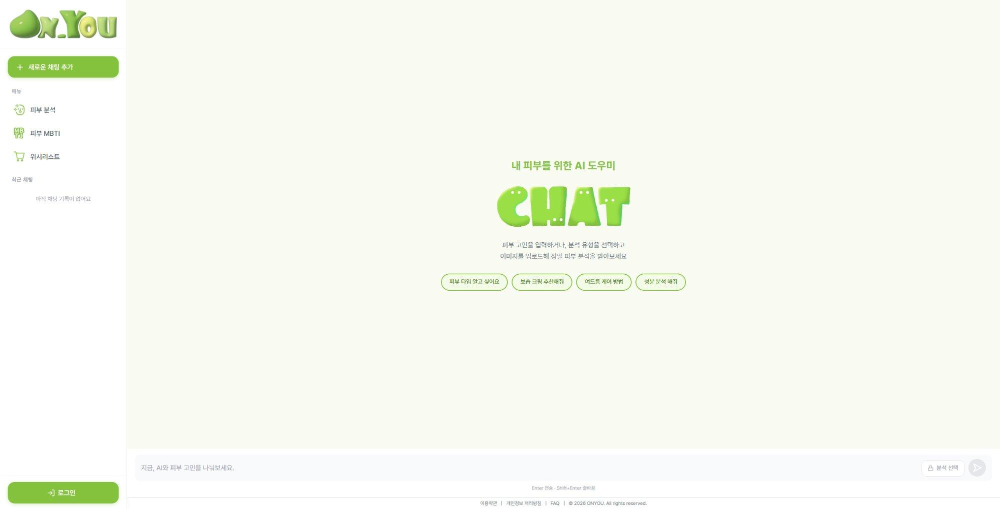 ON_YOU
새로운 채팅 추가
메뉴
피부 분석
MBTI
피부 MBTI
위시리스트
최근 채팅
아직 채팅 기록이 없어요
로그인
내 피부를 위한 AI 도우미
CHAT
피부 고민을 입력하거나, 분석 유형을 선택하고
이미지를 업로드해 정밀 피부 분석을 받아보세요
피부 타입 알고 싶어요
보습 크림 추천해줘
여드름 케어 방법
성분 분석 해줘
지금, AI와 피부 고민을 나눠보세요.
분석 선택
Enter 전송 · Shift+Enter 줄바꿈
이용약관 | 개인정보 처리방침 | FAQ | © 2026 ONYOU. All rights reserved.